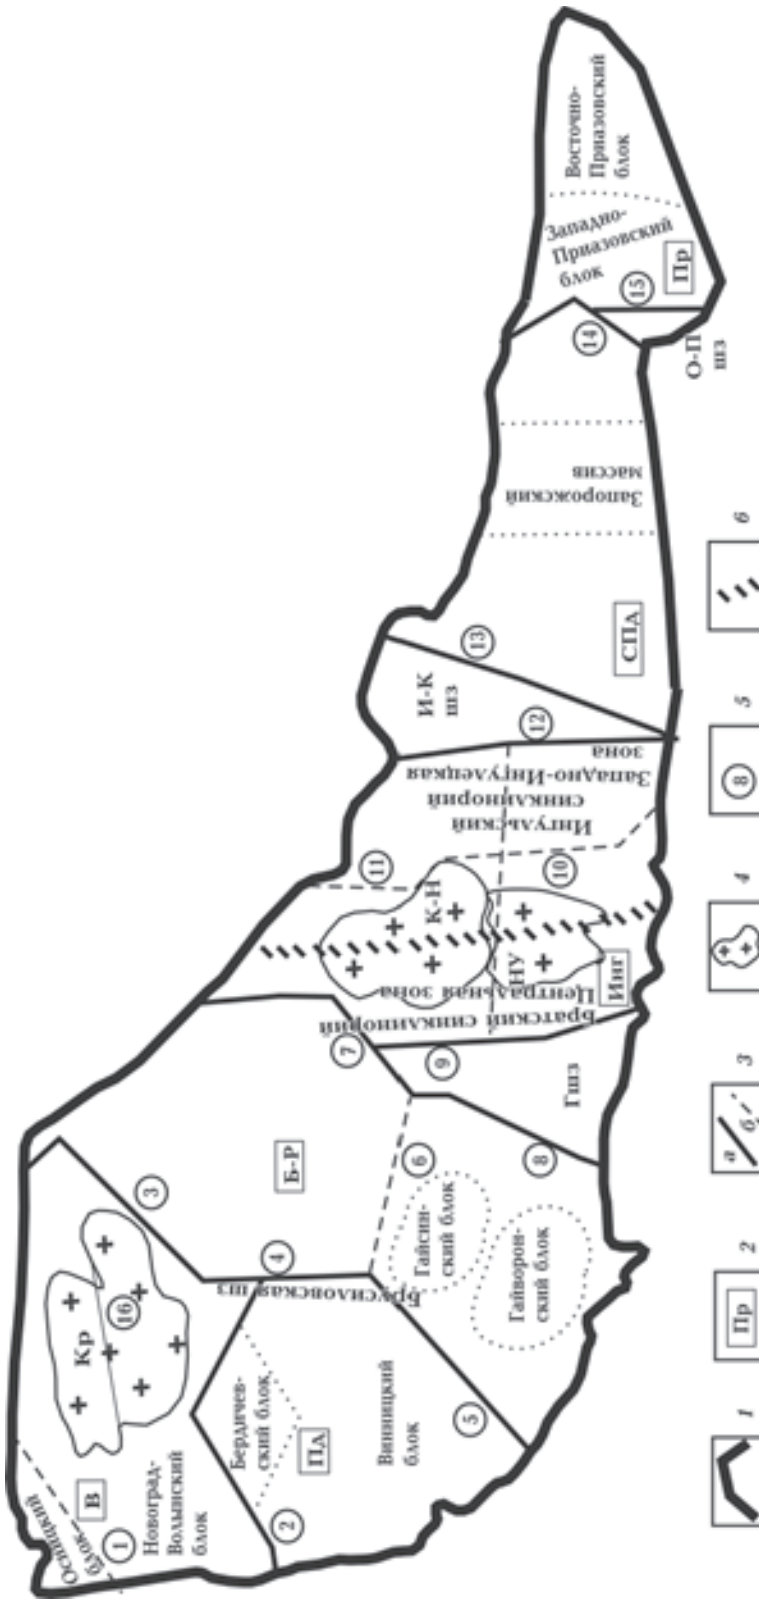 Осницкий
блок
1
В
Новоград-
Волынский
блок
Кр
16
2
Бердичев-
ский блок
ПД
Винницкий
блок
3
4
Брусиловская шз
5
Б-Р
6
Гайсин-
ский блок
Гайворон-
ский блок
7
8
9
Гшз
Братский синклинорий
Центральная зона
К-Н
НУ
Инг
10
11
Ингульский
синклинорий
Западно-Ингулецкая
зона
12
И-К
шз
13
СПД
Запорожский
массив
14
15
О-П
шз
Западно-
Приазовский
блок
Пр
Восточно-
Приазовский
блок
1
Пр
2
а
б
3
4
8
5
6